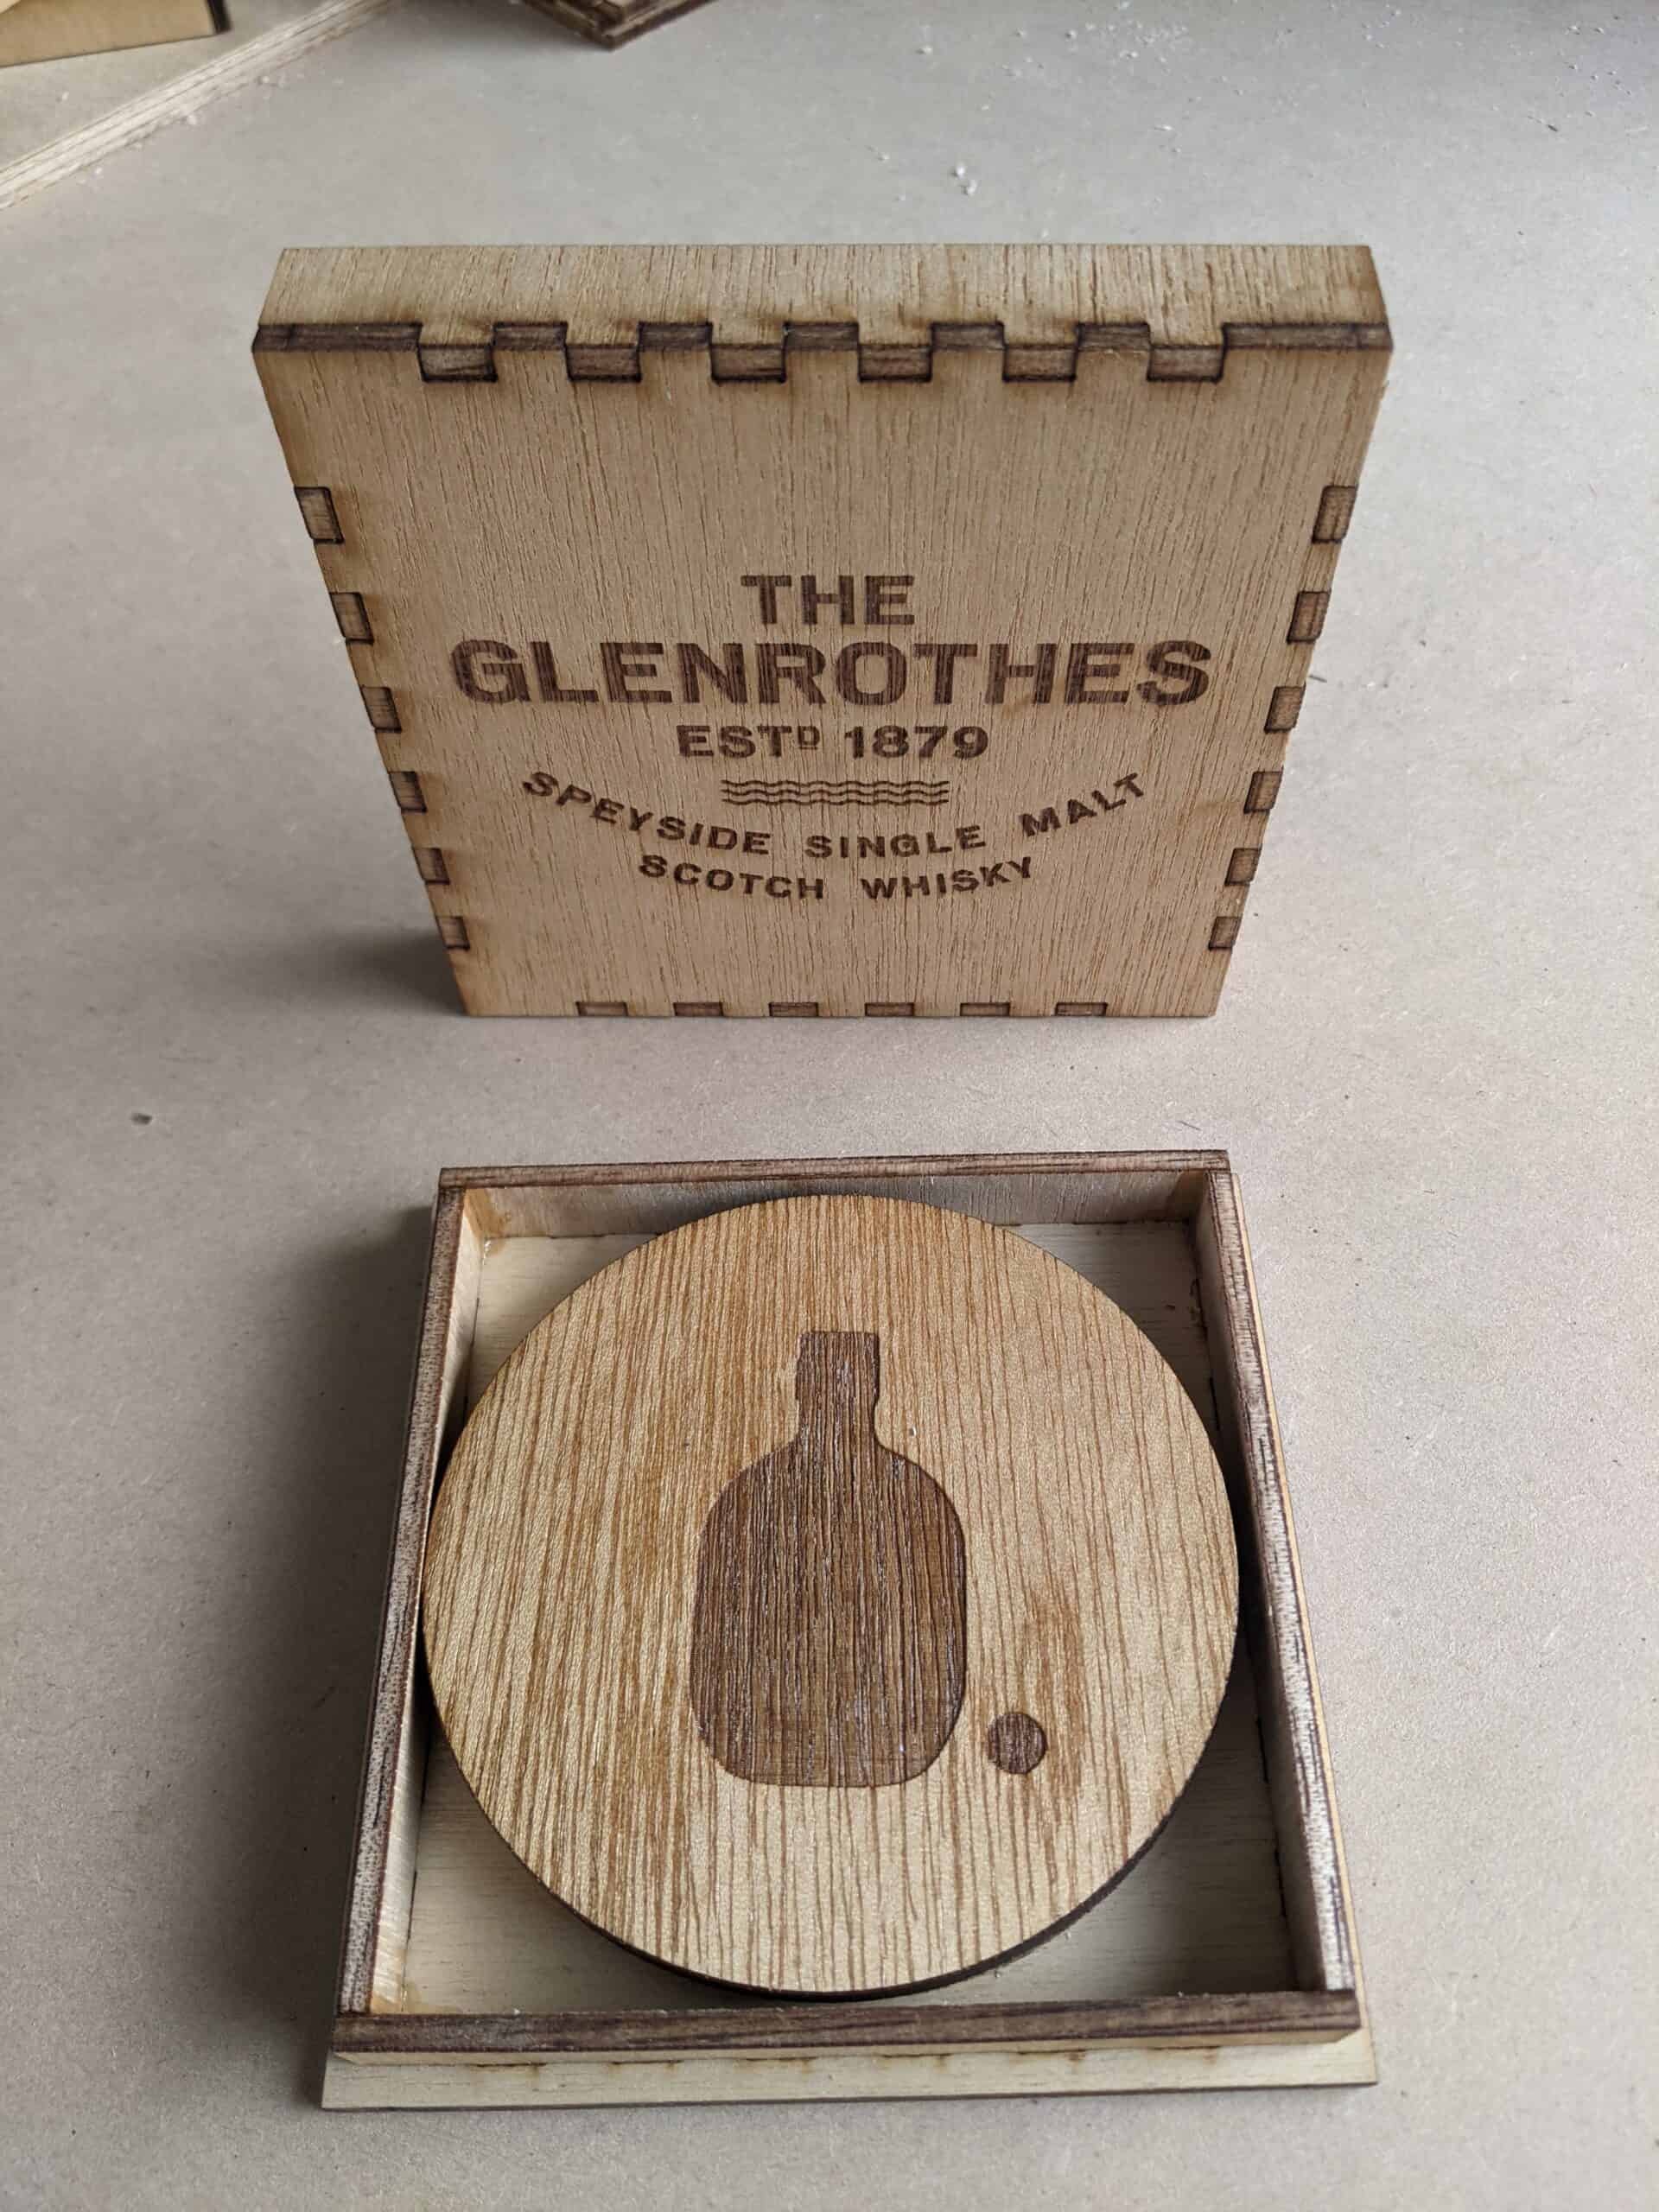 THE
GLENROTHES
ESTᴰ 1879
SPEYSIDE SINGLE MALT
SCOTCH WHISKY